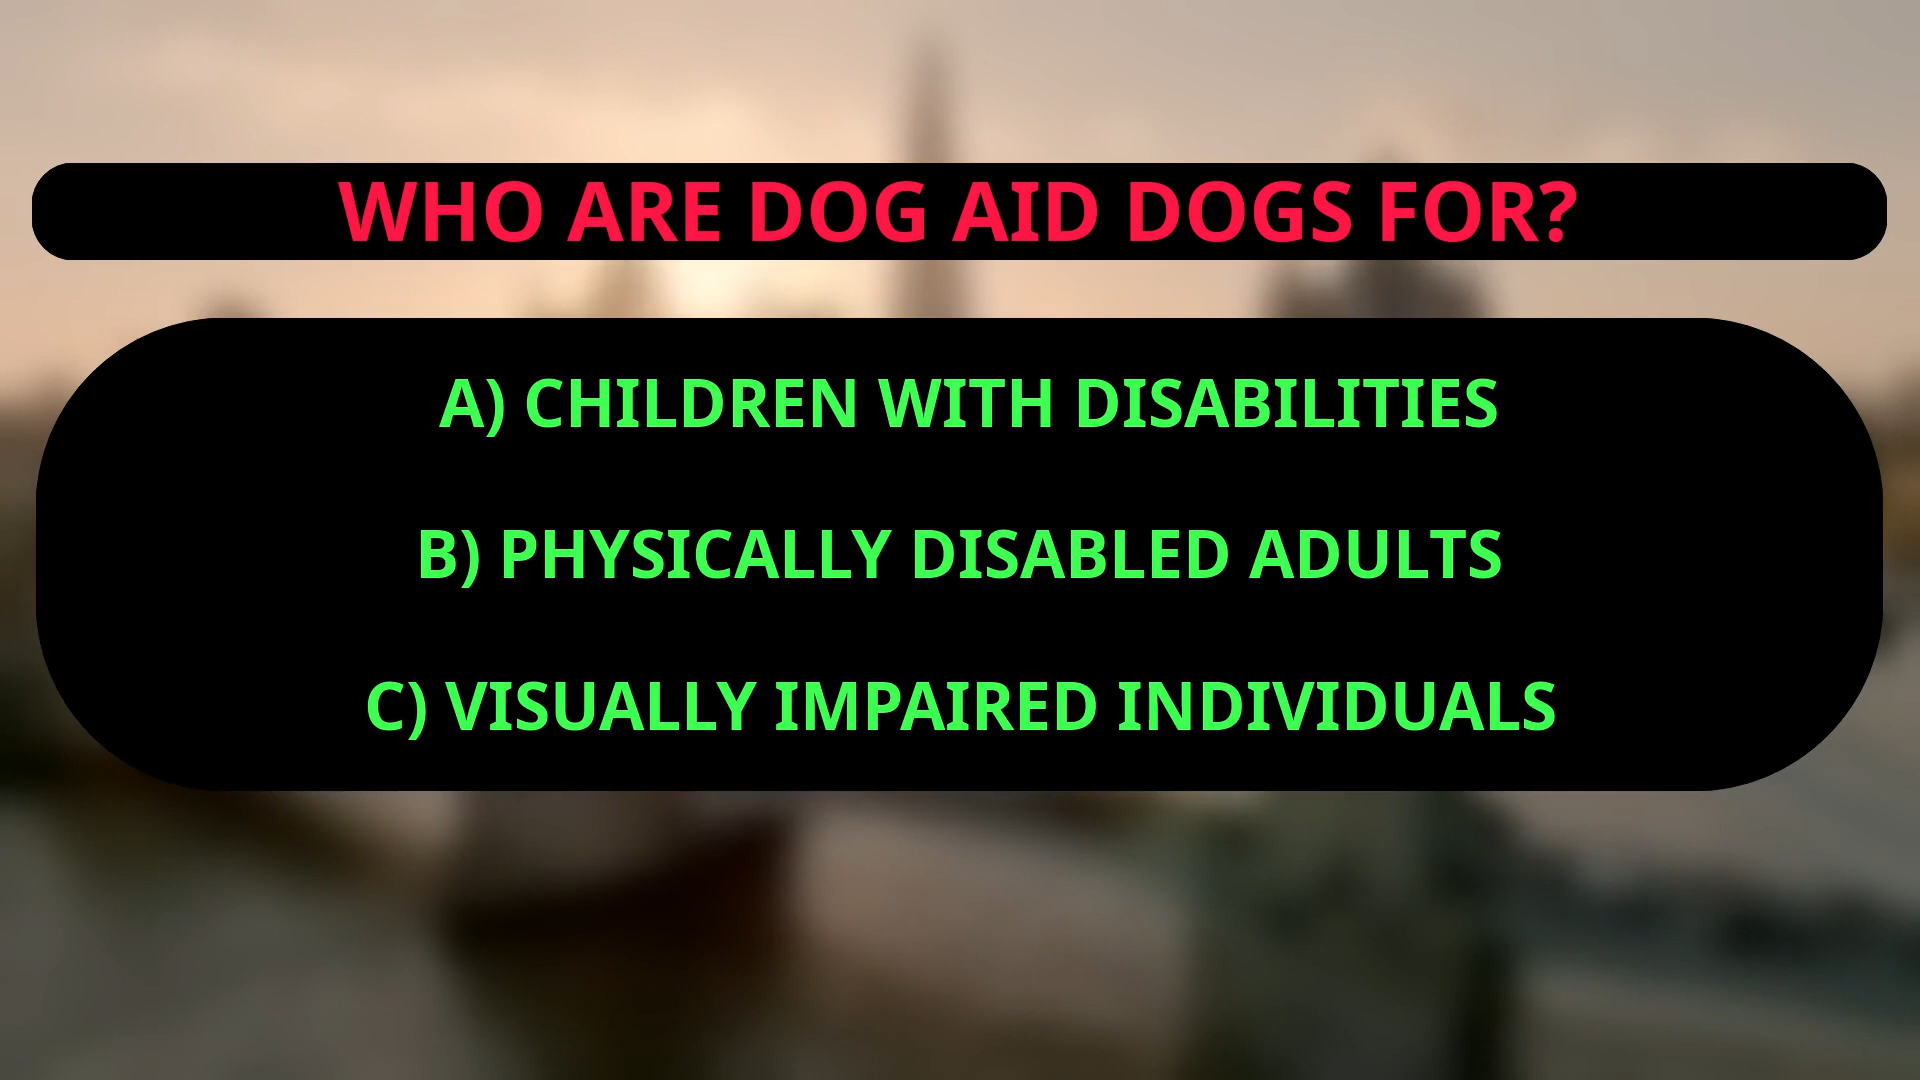 WHO ARE DOG AID DOGS FOR?
A) CHILDREN WITH DISABILITIES
B) PHYSICALLY DISABLED ADULTS
C) VISUALLY IMPAIRED INDIVIDUALS